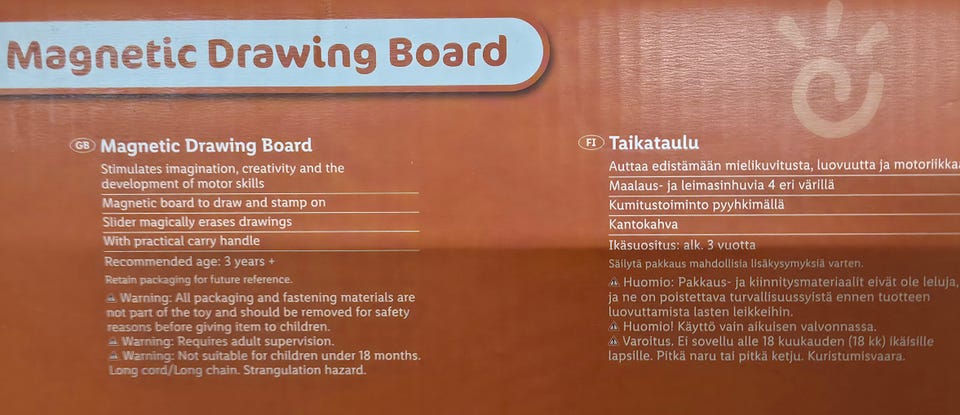 Magnetic Drawing Board
GB Magnetic Drawing Board
Stimulates imagination, creativity and the
development of motor skills
Magnetic board to draw and stamp on
Slider magically erases drawings
With practical carry handle
Recommended age: 3 years +
Retain packaging for future reference.
⚠ Warning: All packaging and fastening materials are
not part of the toy and should be removed for safety
reasons before giving item to children.
⚠ Warning: Requires adult supervision.
⚠ Warning: Not suitable for children under 18 months.
Long cord/Long chain. Strangulation hazard.
FI Taikataulu
Auttaa edistämään mielikuvitusta, luovuutta ja motoriikkaa
Maalaus- ja leimasinhuvia 4 eri värillä
Kumitustoiminto pyyhkimällä
Kantokahva
Ikäsuositus: alk. 3 vuotta
Säilytä pakkaus mahdollisia lisäkysymyksiä varten.
⚠ Huomio: Pakkaus- ja kiinnitysmateriaalit eivät ole leluja,
ja ne on poistettava turvallisuussyistä ennen tuotteen
luovuttamista lasten leikkeihin.
⚠ Huomio! Käyttö vain aikuisen valvonnassa.
⚠ Varoitus. Ei sovellu alle 18 kuukauden (18 kk) ikäisille
lapsille. Pitkä naru tai pitkä ketju. Kuristumisvaara.